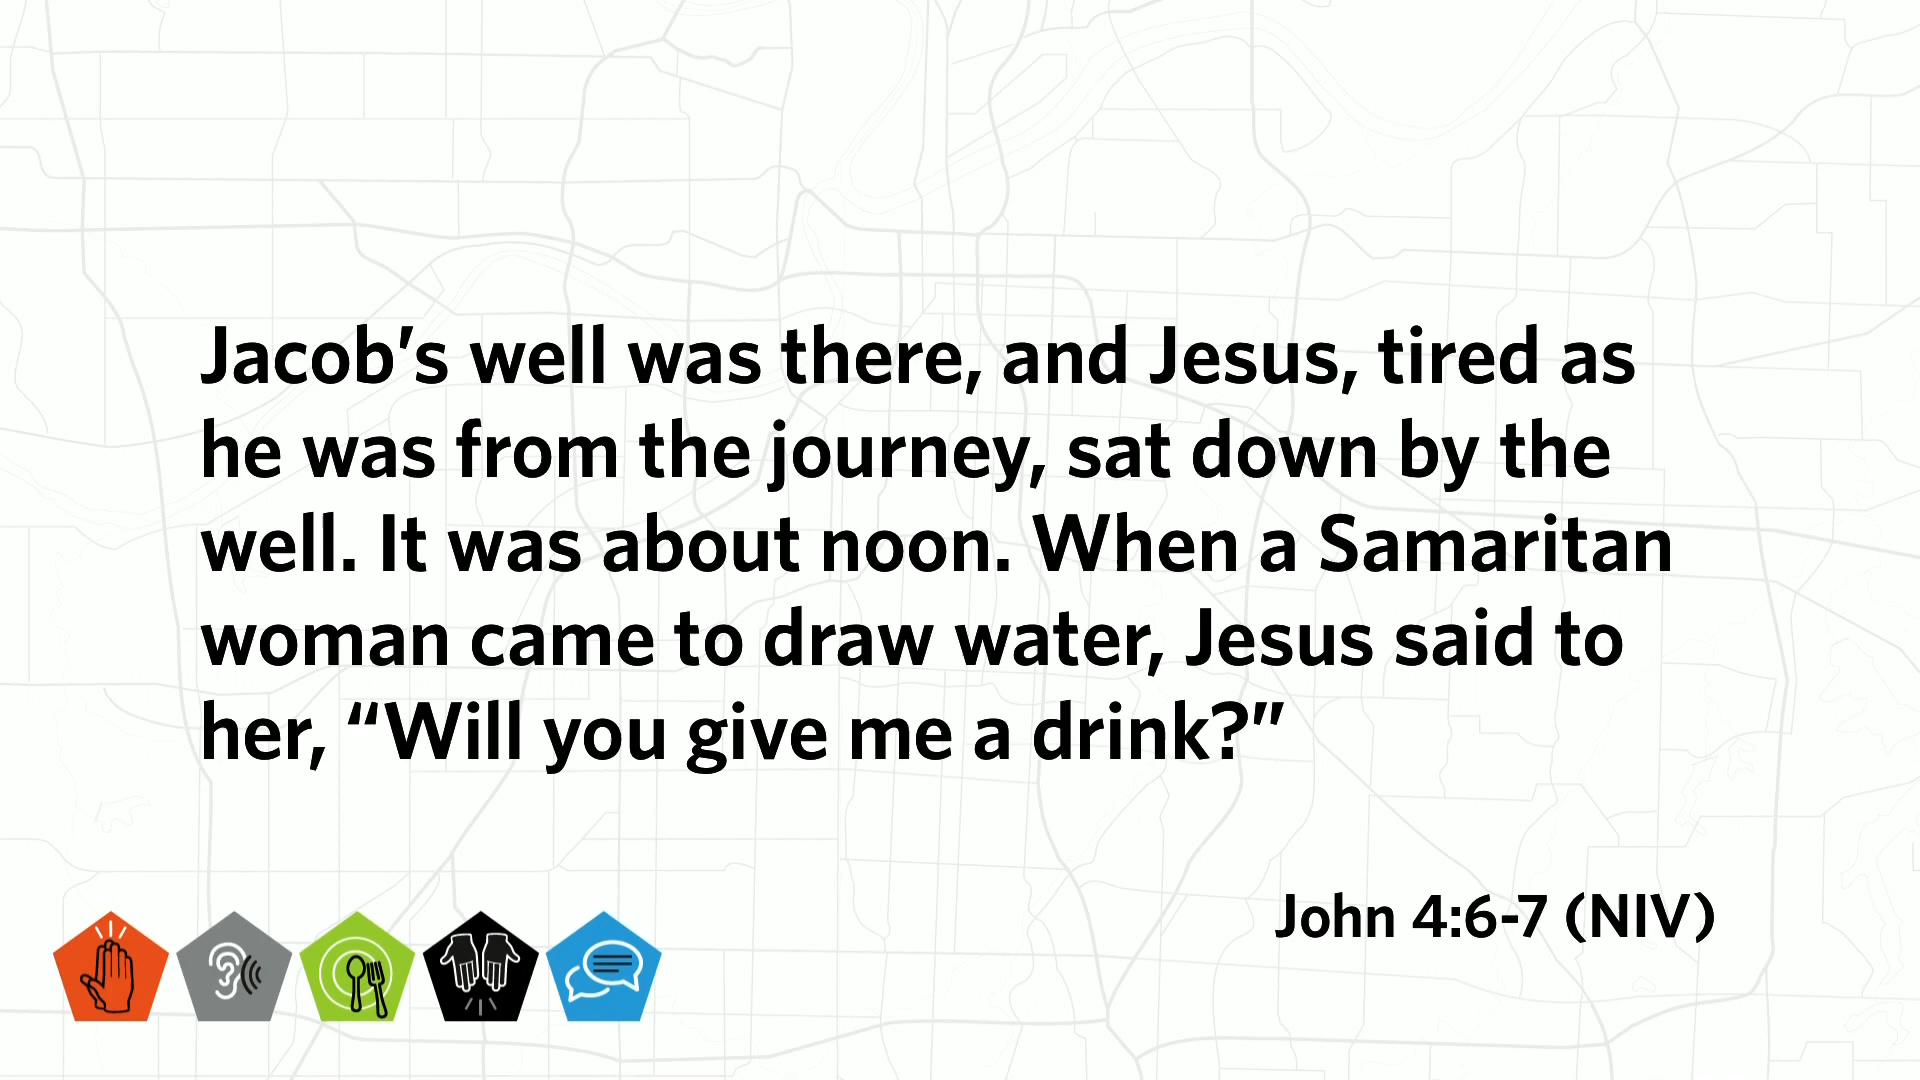 Jacob’s well was there, and Jesus, tired as
he was from the journey, sat down by the
well. It was about noon. When a Samaritan
woman came to draw water, Jesus said to
her, “Will you give me a drink?”
John 4:6-7 (NIV)